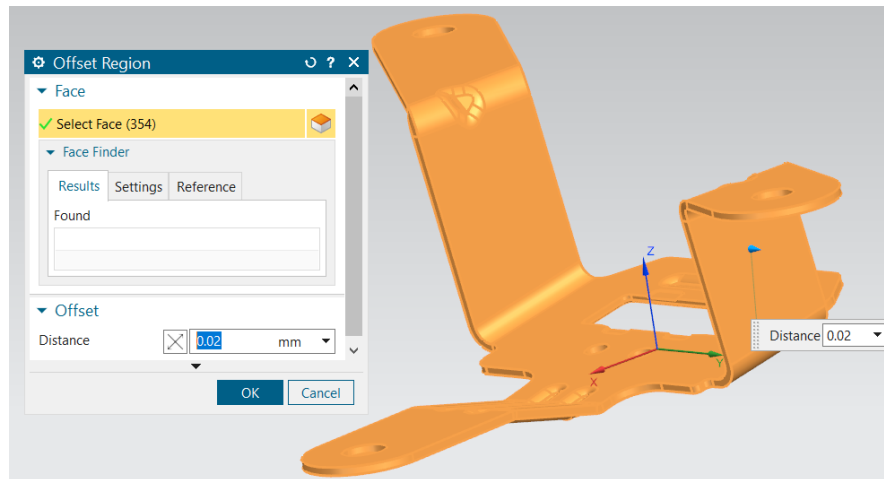 Offset Region
Face
Select Face (354)
Face Finder
Results Settings Reference
Found
Offset
Distance 0.02 mm
OK Cancel
Z
X
Y
Distance 0.02